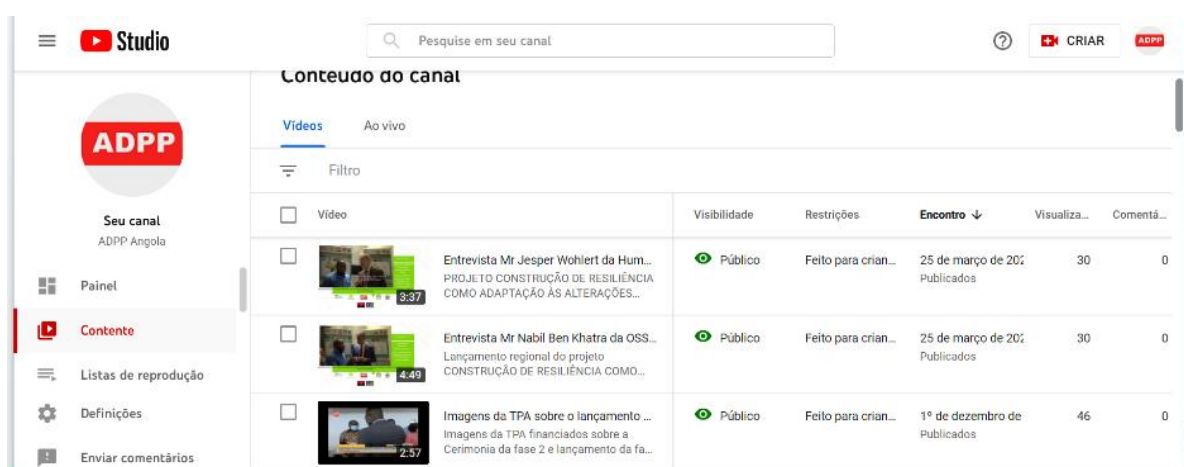 Studio
Pesquise em seu canal
CRIAR
ADPP
Conteúdo do canal
ADPP
Vídeos
Ao vivo
Filtro
Seu canal
ADPP Angola
Vídeo
Visibilidade
Restrições
Encontro ↓
Visualiza...
Comentá...
Painel
Contente
Listas de reprodução
Definições
Enviar comentários
3:37
Entrevista Mr Jesper Wohlert da Hum...
PROJETO CONSTRUÇÃO DE RESILIÊNCIA
COMO ADAPTAÇÃO ÀS ALTERAÇÕES...
Público
Feito para crian...
25 de março de 202
Publicados
30
0
4:49
Entrevista Mr Nabil Ben Khatra da OSS...
Lançamento regional do projeto
CONSTRUÇÃO DE RESILIÊNCIA COMO...
Público
Feito para crian...
25 de março de 202
Publicados
30
0
2:57
Imagens da TPA sobre o lançamento ...
Imagens da TPA financiados sobre a
Cerimonia da fase 2 e lançamento da fa...
Público
Feito para crian...
1º de dezembro de
Publicados
46
0